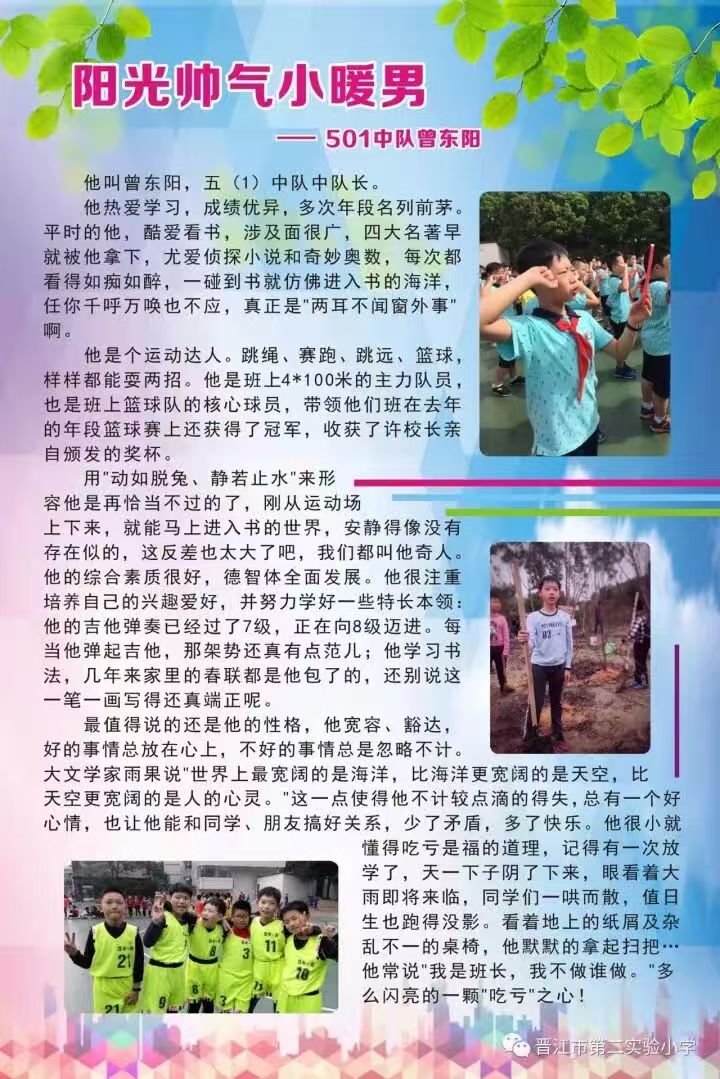 阳光帅气小暖男
—— 501中队曾东阳
他叫曾东阳，五（1）中队中队长。
他热爱学习，成绩优异，多次年段名列前茅。
平时的他，酷爱看书，涉及面很广，四大名著早
就被他拿下，尤爱侦探小说和奇妙奥数，每次都
看得如痴如醉，一碰到书就仿佛进入书的海洋，
任你千呼万唤也不应，真正是"两耳不闻窗外事"
啊。
他是个运动达人。跳绳、赛跑、跳远、篮球，
样样都能耍两招。他是班上4*100米的主力队员，
也是班上篮球队的核心球员，带领他们班在去年
的年段篮球赛上还获得了冠军，收获了许校长亲
自颁发的奖杯。
用"动如脱兔、静若止水"来形
容他是再恰当不过的了，刚从运动场
上下来，就能马上进入书的世界，安静得像没有
存在似的，这反差也太大了吧，我们都叫他奇人。
他的综合素质很好，德智体全面发展。他很注重
培养自己的兴趣爱好，并努力学好一些特长本领：
他的吉他弹奏已经过了7级，正在向8级迈进。每
当他弹起吉他，那架势还真有点范儿；他学习书
法，几年来家里的春联都是他包了的，还别说这
一笔一画写得还真端正呢。
最值得说的还是他的性格，他宽容、豁达，
好的事情总放在心上，不好的事情总是忽略不计。
大文学家雨果说"世界上最宽阔的是海洋，比海洋更宽阔的是天空，比
天空更宽阔的是人的心灵。"这一点使得他不计较点滴的得失，总有一个好
心情，也让他能和同学、朋友搞好关系，少了矛盾，多了快乐。他很小就
懂得吃亏是福的道理，记得有一次放
学了，天一下子阴了下来，眼看着大
雨即将来临，同学们一哄而散，值日
生也跑得没影。看着地上的纸屑及杂
乱不一的桌椅，他默默的拿起扫把…
他常说"我是班长，我不做谁做。"多
么闪亮的一颗"吃亏"之心！
03
21
9
8
3
11
10
晋江市第二实验小学